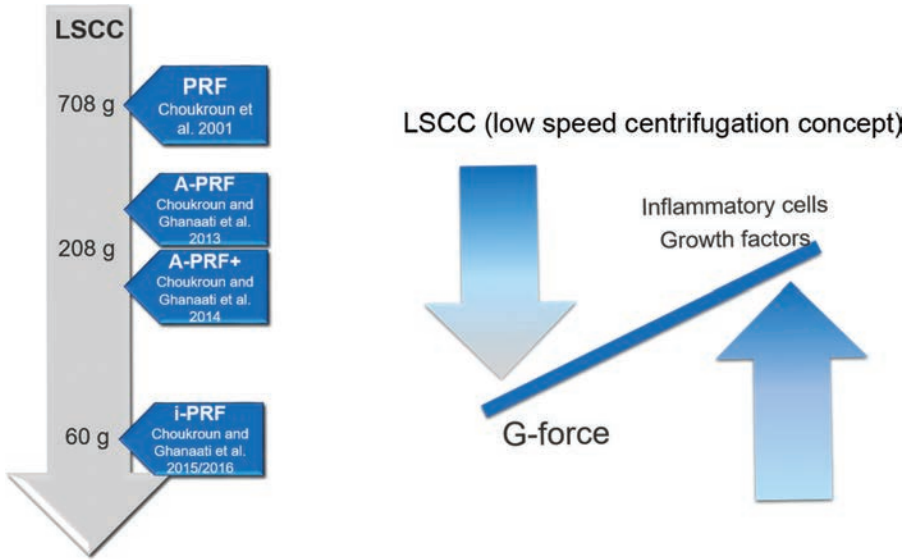 LSCC
708 g
PRF
Choukroun et
al. 2001
A-PRF
Choukroun and
Ghanaati et al.
2013
208 g
A-PRF+
Choukroun and
Ghanaati et al.
2014
60 g
i-PRF
Choukroun and
Ghanaati et al.
2015/2016
LSCC (low speed centrifugation concept)
Inflammatory cells
Growth factors
G-force